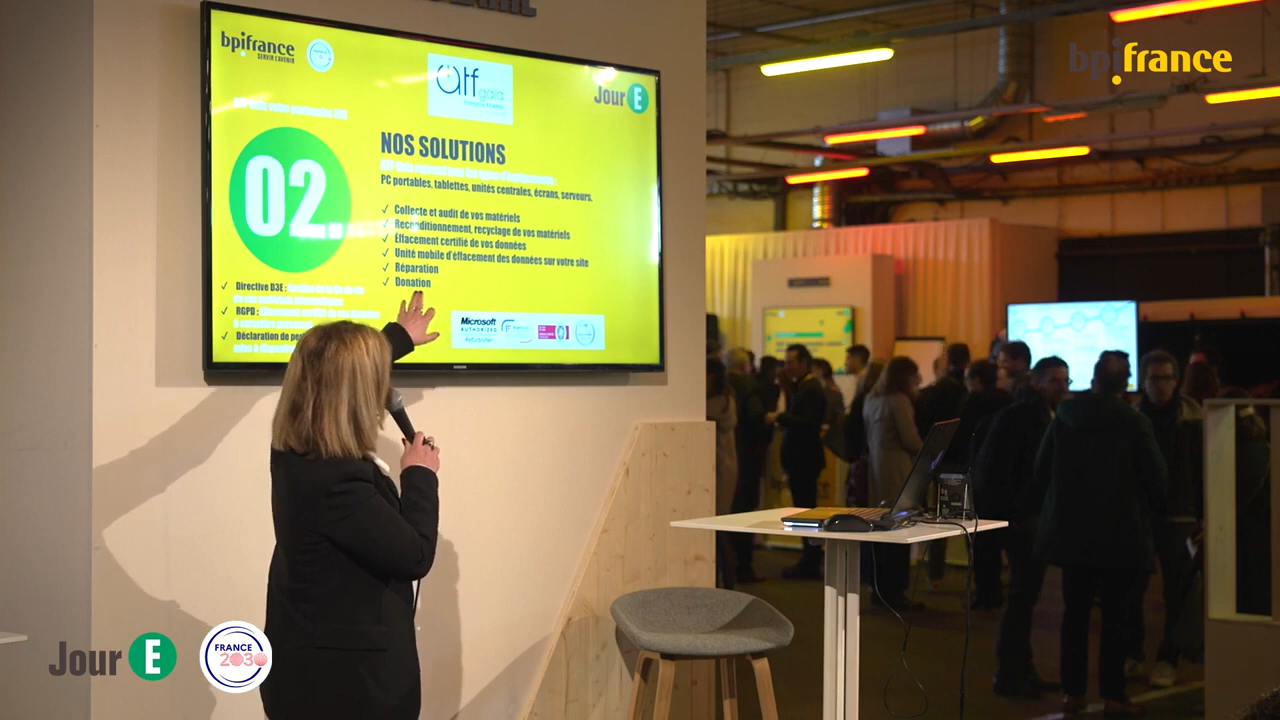 bpifrance
SERVIR L'AVENIR
atf
gaia
Jour E
bpifrance
02
NOS SOLUTIONS
PC portables, tablettes, unités centrales, écrans, serveurs.
✓ Collecte et audit de vos matériels
✓ Reconditionnement, recyclage de vos matériels
✓ Effacement certifié de vos données
✓ Unité mobile d'effacement des données sur votre site
✓ Réparation
✓ Donation
✓ Directive D3E :
✓ RGPD :
✓ Déclaration de
Microsoft
AUTHORIZED
Refurbisher
Jour E
FRANCE
2030